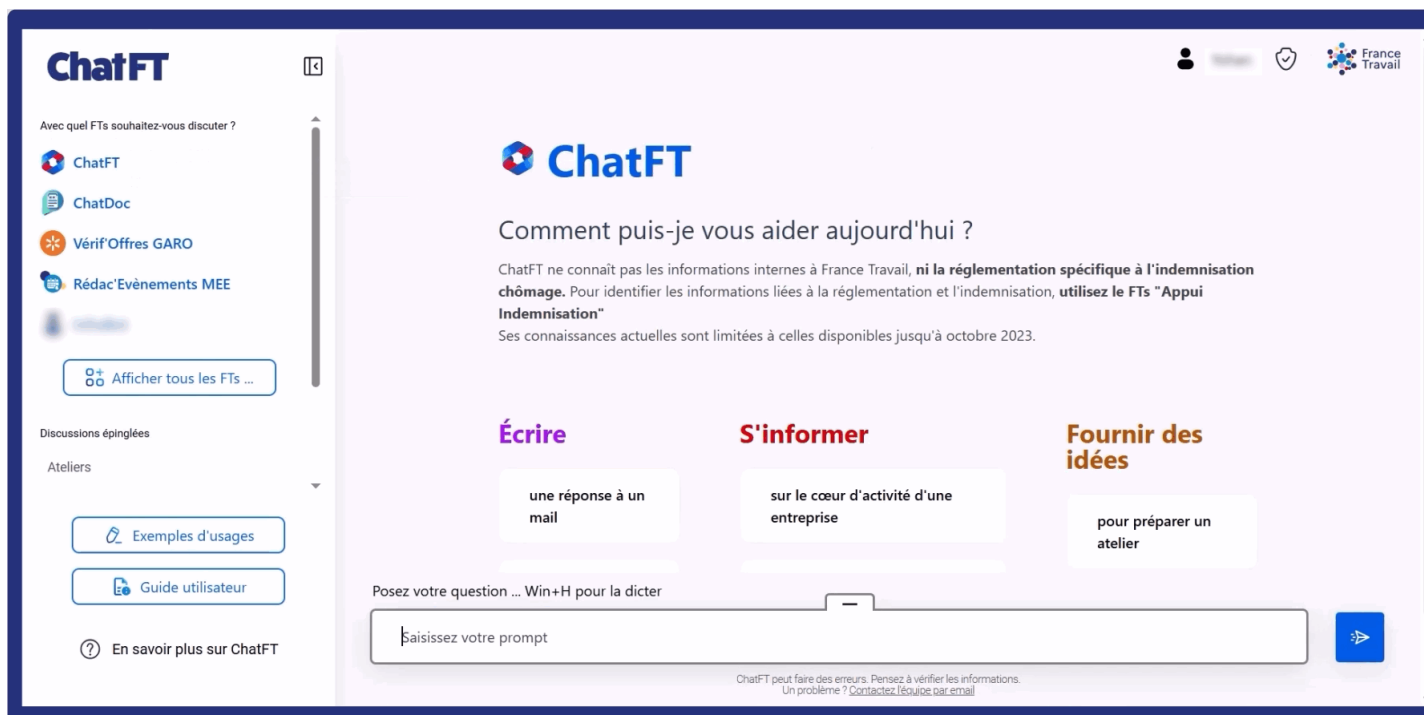 ChatFT
Avec quel FTs souhaitez-vous discuter ?
ChatFT
ChatDoc
Vérif'Offres GARO
Rédac'Evènements MEE
Afficher tous les FTs ...
Discussions épinglées
Ateliers
Exemples d'usages
Guide utilisateur
En savoir plus sur ChatFT
France
Travail
ChatFT
Comment puis-je vous aider aujourd'hui ?
ChatFT ne connaît pas les informations internes à France Travail, ni la réglementation spécifique à l'indemnisation
chômage. Pour identifier les informations liées à la réglementation et l'indemnisation, utilisez le FTs "Appui
Indemnisation"
Ses connaissances actuelles sont limitées à celles disponibles jusqu'à octobre 2023.
Écrire
une réponse à un
mail
S'informer
sur le cœur d'activité d'une
entreprise
Fournir des
idées
pour préparer un
atelier
Posez votre question ... Win+H pour la dicter
Saisissez votre prompt
ChatFT peut faire des erreurs. Pensez à vérifier les informations.
Un problème ? Contactez l'équipe par email